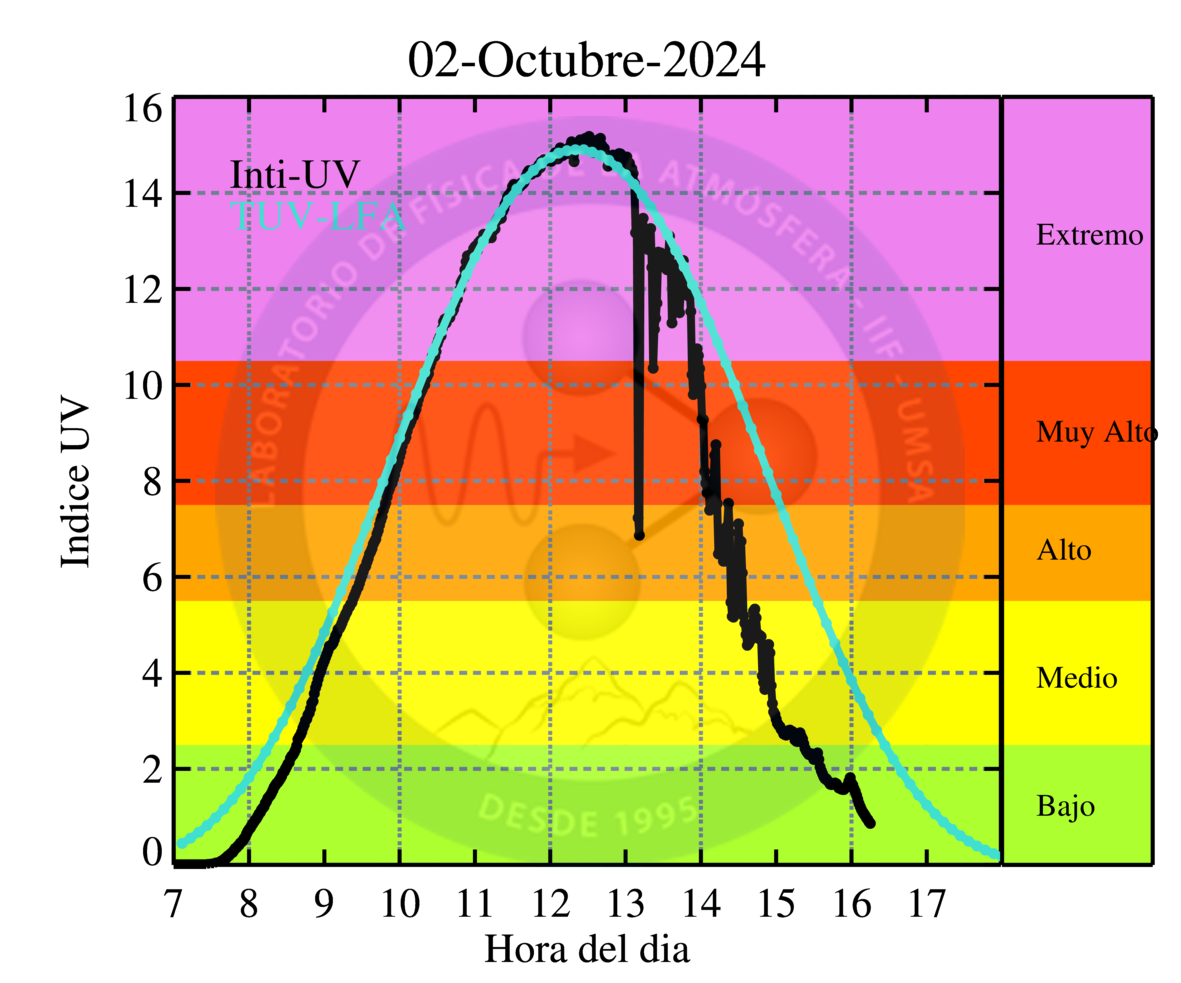 02-Octubre-2024
16
14
12
10
8
6
4
2
0
Indice UV
Inti-UV
TUV-LFA
LABORATORIO DE FÍSICA DE LA ATMÓSFERA - IIF - UMSA
DESDE 1995
Extremo
Muy Alto
Alto
Medio
Bajo
7 8 9 10 11 12 13 14 15 16 17
Hora del dia